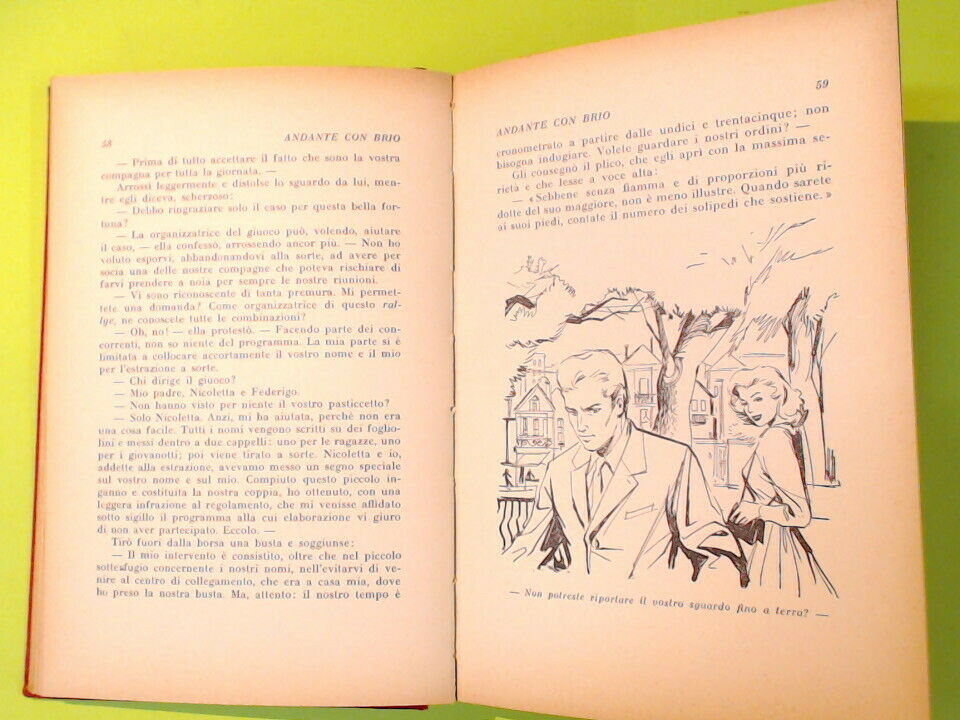 58
ANDANTE CON BRIO
— Prima di tutto accettare il fatto che sono la vostra
compagna per tutta la giornata. —
Arrossì leggermente e distolse lo sguardo da lui, men-
tre egli diceva, scherzoso:
— Debbo ringraziare solo il caso per questa bella for-
tuna?
— La organizzatrice del giuoco può, volendo, aiutare
il caso, — ella confessò, arrossendo ancor più. — Non ho
voluto esporvi, abbandonandovi alla sorte, ad avere per
socia una delle nostre compagne che poteva rischiare di
farvi prendere a noia per sempre le nostre riunioni.
— Vi sono riconoscente di tanta premura. Mi permet-
tete una domanda? Come organizzatrice di questo ral-
lye, ne conoscete tutte le combinazioni?
— Oh, no! — ella protestò. — Facendo parte dei con-
correnti, non so niente del programma. La mia parte si è
limitata a collocare accortamente il vostro nome e il mio
per l'estrazione a sorte.
— Chi dirige il giuoco?
— Mio padre, Nicoletta e Federigo.
— Non hanno visto per niente il vostro pasticcetto?
— Solo Nicoletta. Anzi, mi ha aiutata, perchè non era
una cosa facile. Tutti i nomi vengono scritti su dei foglio-
lini e messi dentro a due cappelli: uno per le ragazze, uno
per i giovanotti; poi viene tirato a sorte. Nicoletta e io,
addette alla estrazione, avevamo messo un segno speciale
sul vostro nome e sul mio. Compiuto questo piccolo in-
ganno e costituita la nostra coppia, ho ottenuto, con una
leggera infrazione al regolamento, che mi venisse affidato
sotto sigillo il programma alla cui elaborazione vi giuro
di non aver partecipato. Eccolo. —
Tirò fuori dalla borsa una busta e soggiunse:
— Il mio intervento è consistito, oltre che nel piccolo
sotterfugio concernente i nostri nomi, nell'evitarvi di ve-
nire al centro di collegamento, che era a casa mia, dove
ho preso la nostra busta. Ma, attento: il nostro tempo è
59
ANDANTE CON BRIO
cronometrato a partire dalle undici e trentacinque; non
bisogna indugiare. Volete guardare i nostri ordini? —
Gli consegnò il plico, che egli aprì con la massima se-
rietà e che lesse a voce alta:
— «Sebbene senza fiamma e di proporzioni più ri-
dotte del suo maggiore, non è meno illustre. Quando sarete
ai suoi piedi, contate il numero dei solipedi che sostiene.»
— Non potreste riportare il vostro sguardo fino a terra? —